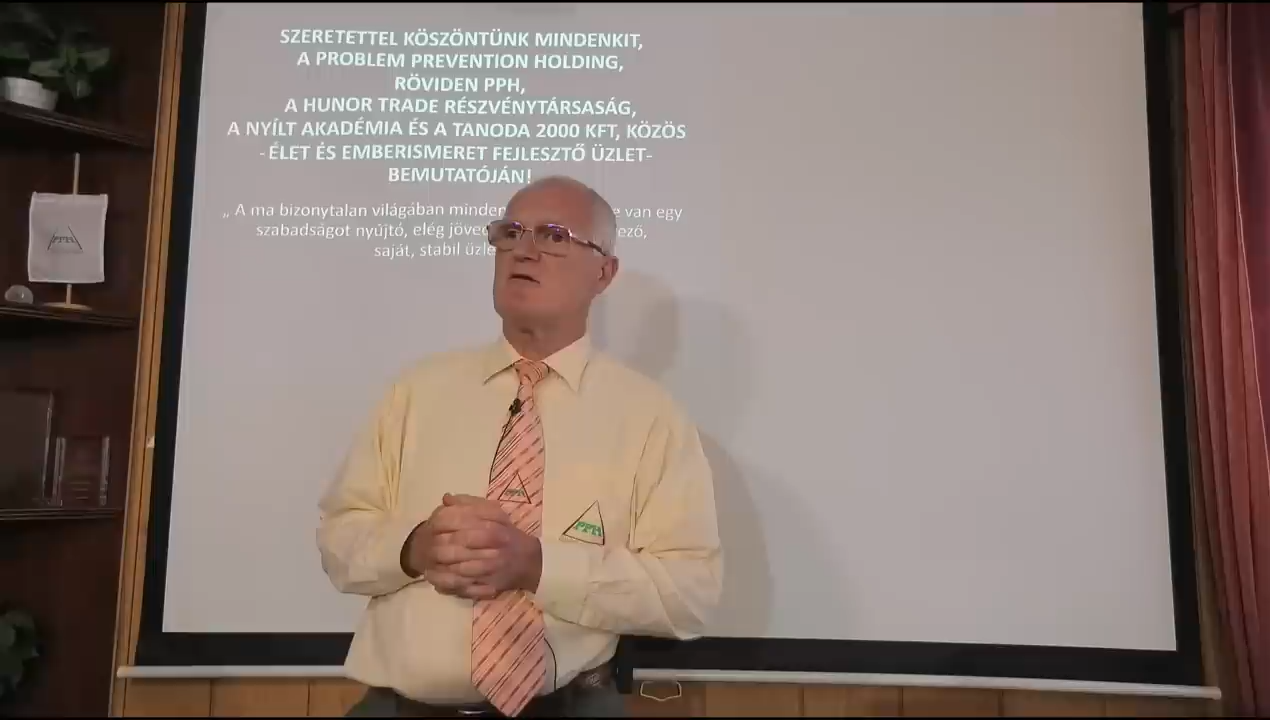 SZERETETTEL KÖSZÖNTÜNK MINDENKIT,
A PROBLEM PREVENTION HOLDING,
RÖVIDEN PPH,
A HUNOR TRADE RÉSZVÉNYTÁRSASÁG,
A NYÍLT AKADÉMIA ÉS A TANODA 2000 KFT, KÖZÖS
- ÉLET ÉS EMBERISMERET FEJLESZTŐ ÜZLET-
BEMUTATÓJÁN!
„ A ma bizonytalan világában van egy
szabadságot nyújtó, elég
saját, stabil
PPH
PPH
PPH